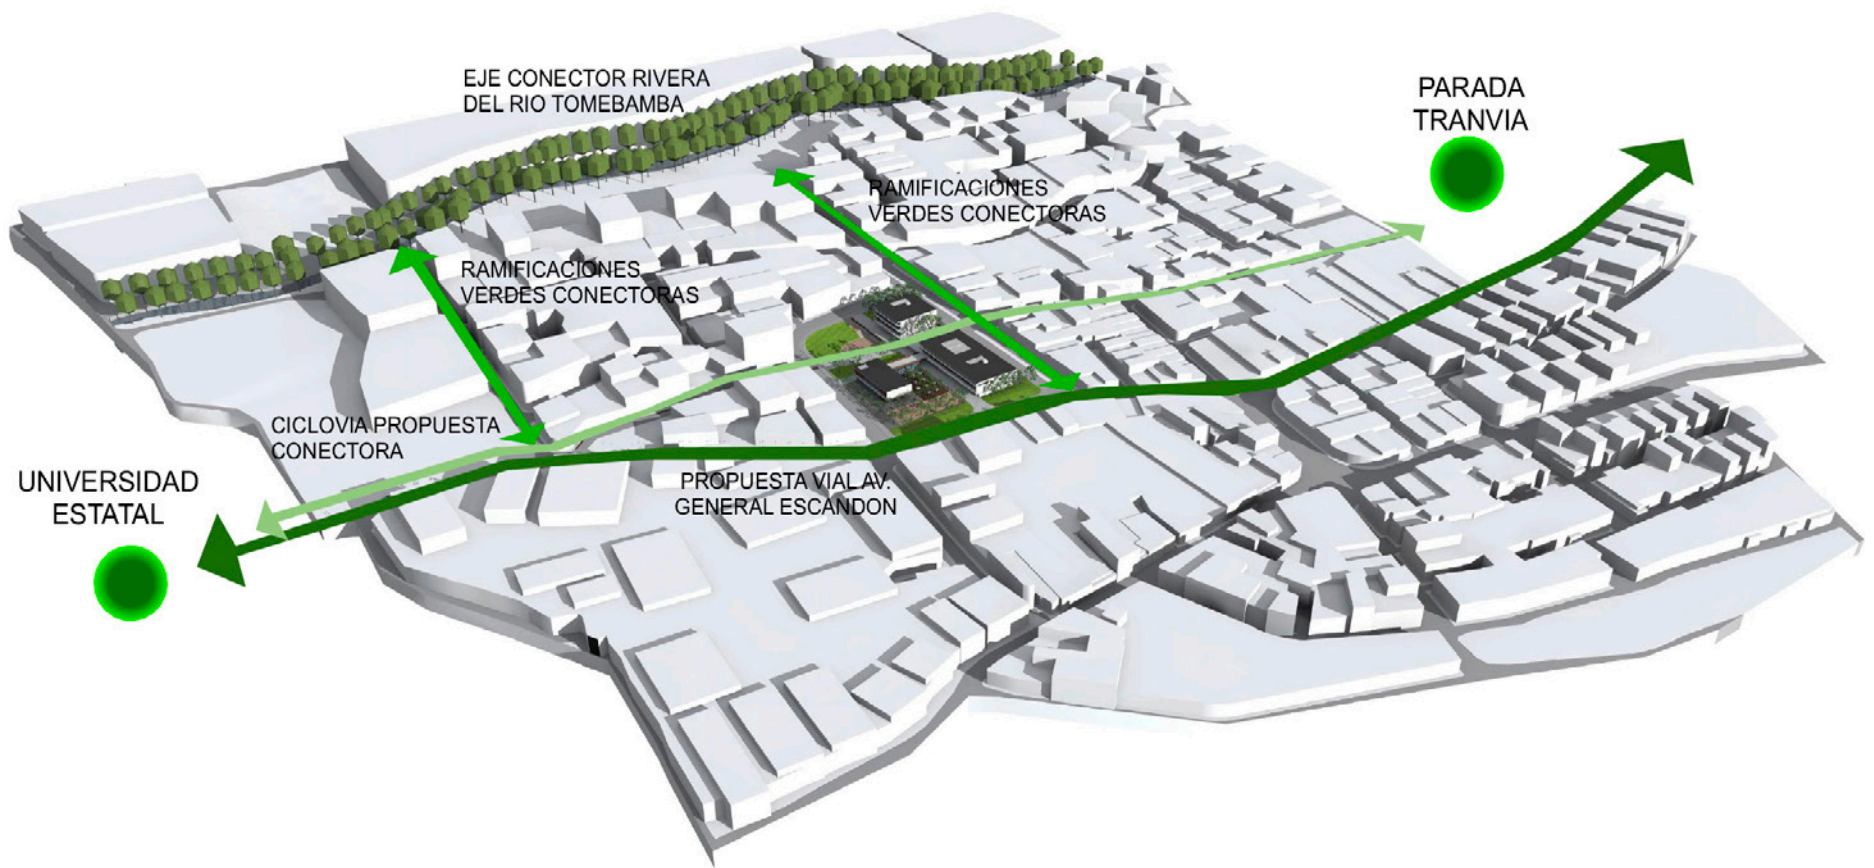 EJE CONECTOR RIVERA
DEL RIO TOMEBAMBA
PARADA
TRANVIA
RAMIFICACIONES
VERDES CONECTORAS
RAMIFICACIONES
VERDES CONECTORAS
CICLOVIA PROPUESTA
CONECTORA
UNIVERSIDAD
ESTATAL
PROPUESTA VIAL AV.
GENERAL ESCANDON